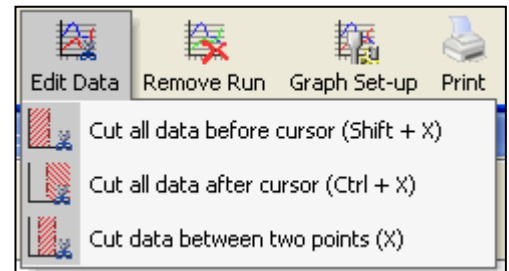 Edit Data Remove Run Graph Set-up Print
Cut all data before cursor (Shift + X)
Cut all data after cursor (Ctrl + X)
Cut data between two points (X)